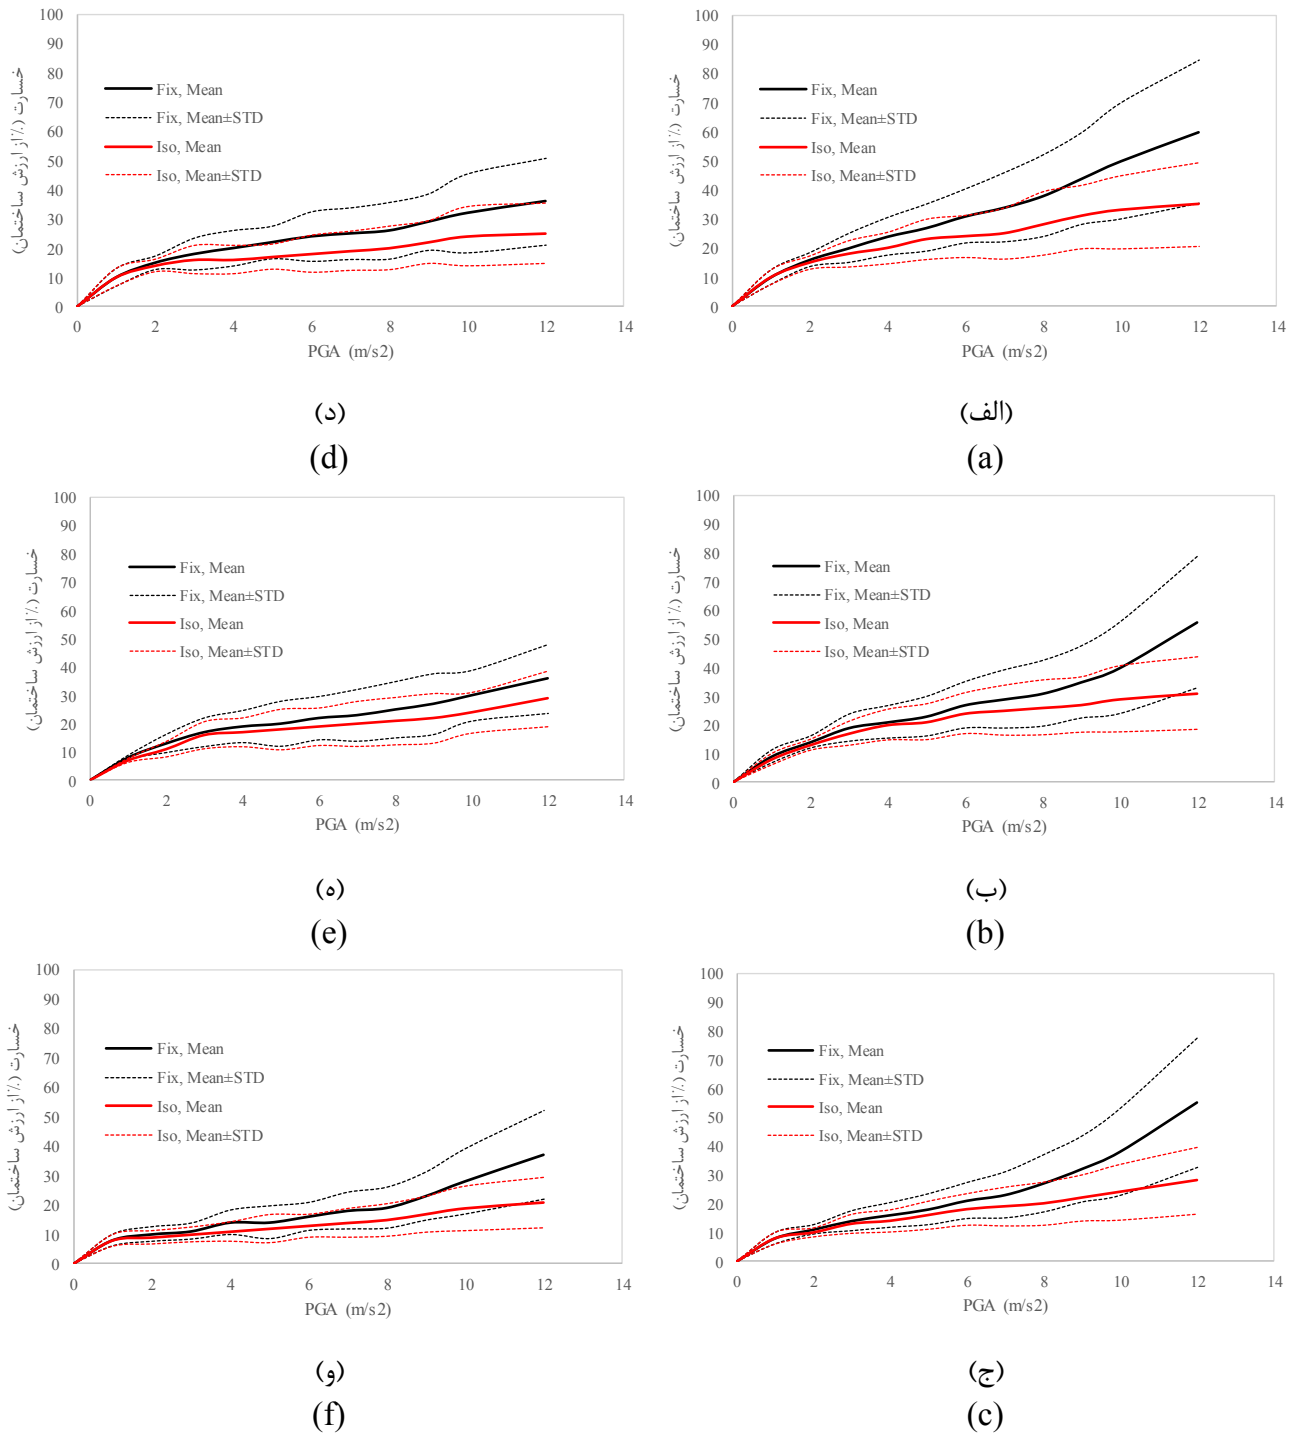 100
90
80
70
60
50
40
30
20
10
0
0 2 4 6 8 10 12 14
خسارت (٪ از ارزش ساختمان)
Fix, Mean
Fix, Mean±STD
Iso, Mean
Iso, Mean±STD
PGA (m/s2)
(د)
(d)
100
90
80
70
60
50
40
30
20
10
0
0 2 4 6 8 10 12 14
خسارت (٪ از ارزش ساختمان)
Fix, Mean
Fix, Mean±STD
Iso, Mean
Iso, Mean±STD
PGA (m/s2)
(الف)
(a)
100
90
80
70
60
50
40
30
20
10
0
0 2 4 6 8 10 12 14
خسارت (٪ از ارزش ساختمان)
Fix, Mean
Fix, Mean±STD
Iso, Mean
Iso, Mean±STD
PGA (m/s2)
(ه)
(e)
100
90
80
70
60
50
40
30
20
10
0
0 2 4 6 8 10 12 14
خسارت (٪ از ارزش ساختمان)
Fix, Mean
Fix, Mean±STD
Iso, Mean
Iso, Mean±STD
PGA (m/s2)
(ب)
(b)
100
90
80
70
60
50
40
30
20
10
0
0 2 4 6 8 10 12 14
خسارت (٪ از ارزش ساختمان)
Fix, Mean
Fix, Mean±STD
Iso, Mean
Iso, Mean±STD
PGA (m/s2)
(و)
(f)
100
90
80
70
60
50
40
30
20
10
0
0 2 4 6 8 10 12 14
خسارت (٪ از ارزش ساختمان)
Fix, Mean
Fix, Mean±STD
Iso, Mean
Iso, Mean±STD
PGA (m/s2)
(ج)
(c)